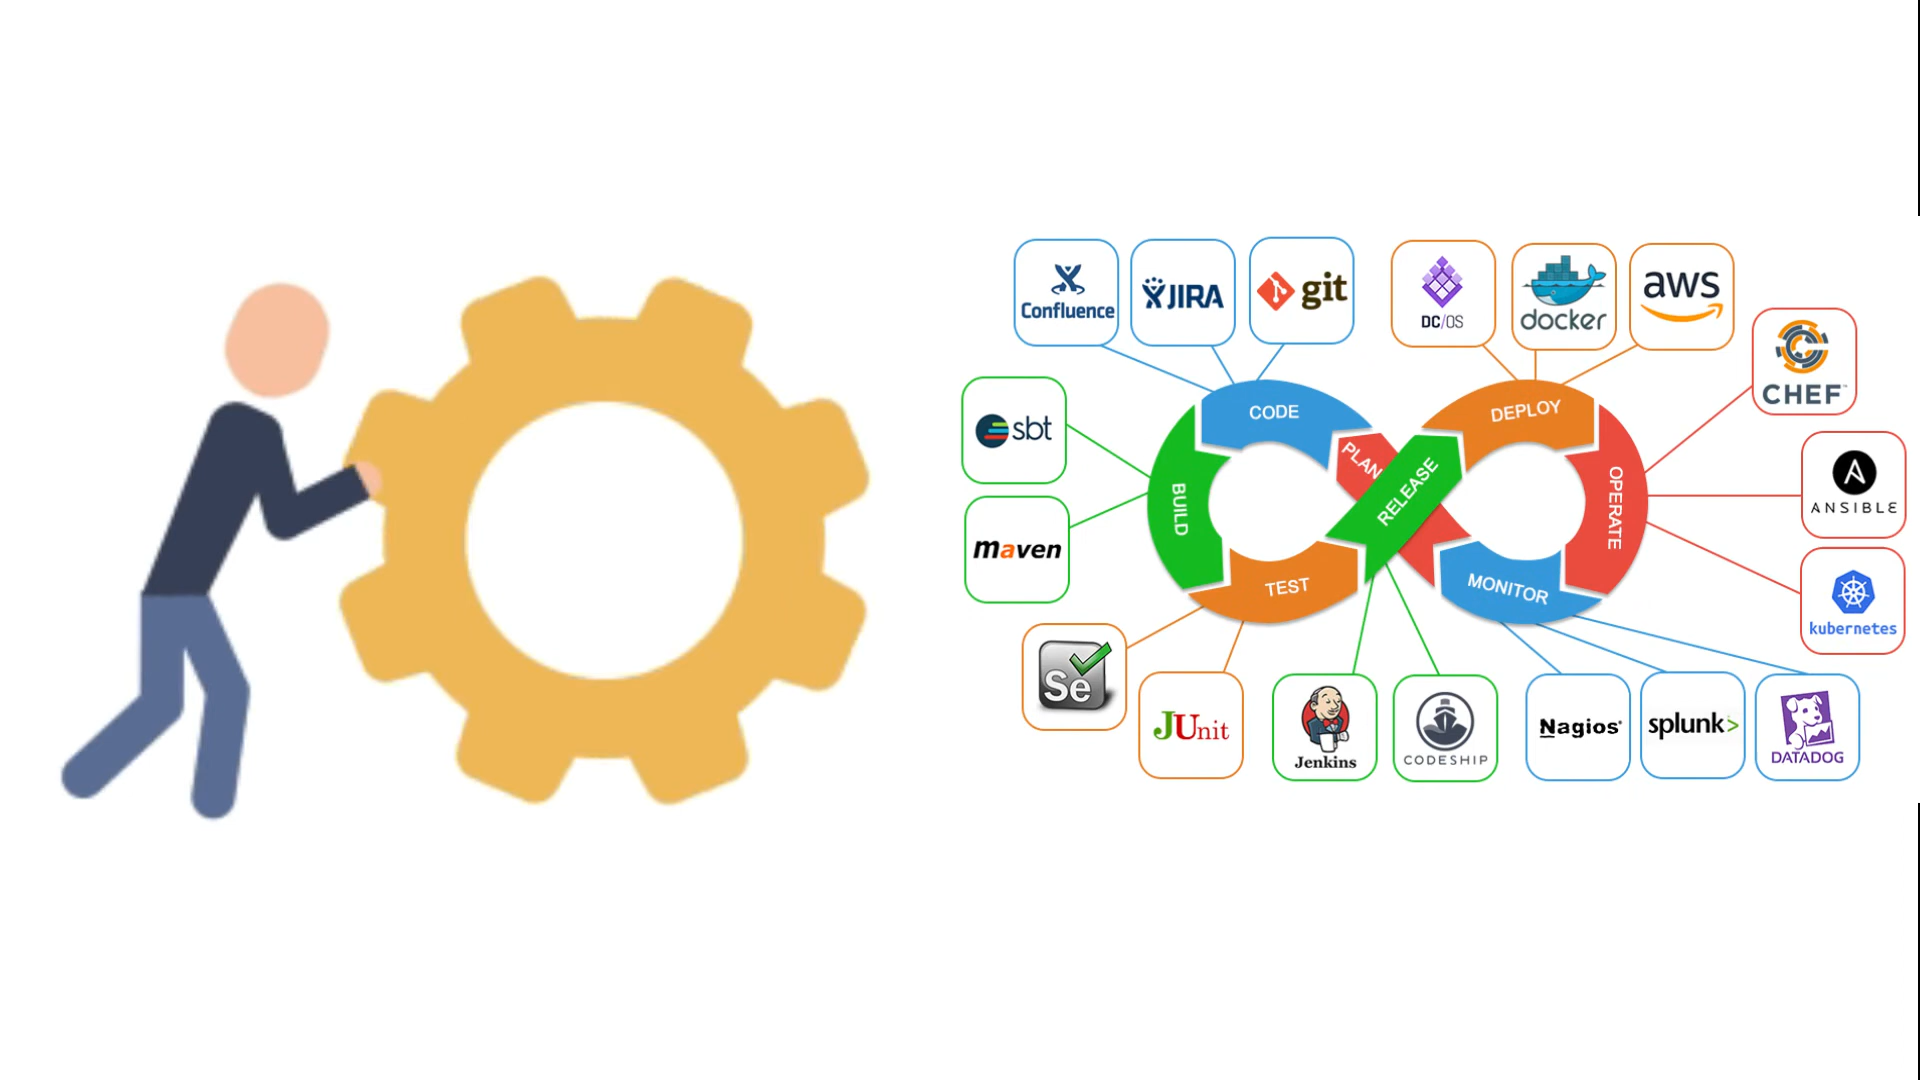 Confluence
JIRA
git
DC/OS
docker
aws
CHEF™
sbt
CODE
DEPLOY
ANSIBLE
PLAN
RELEASE
BUILD
OPERATE
maven
TEST
MONITOR
kubernetes
Se
JUnit
Jenkins
CODESHIP
Nagios®
splunk>
DATADOG